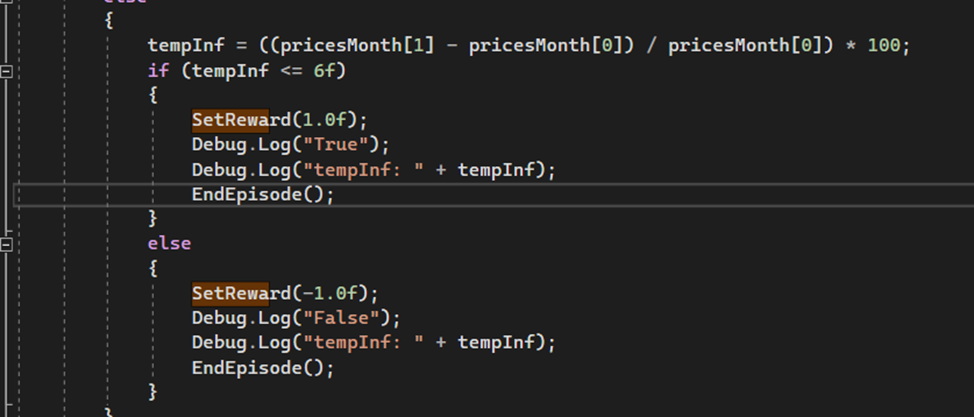 else
{
tempInf = ((pricesMonth[1] - pricesMonth[0]) / pricesMonth[0]) * 100;
if (tempInf <= 6f)
{
SetReward(1.0f);
Debug.Log("True");
Debug.Log("tempInf: " + tempInf);
EndEpisode();
}
else
{
SetReward(-1.0f);
Debug.Log("False");
Debug.Log("tempInf: " + tempInf);
EndEpisode();
}
}